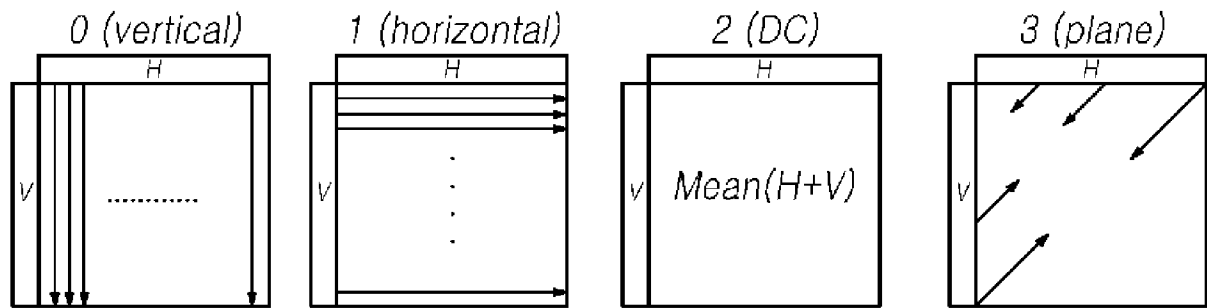 0 (vertical) 1 (horizontal) 2 (DC) 3 (plane)
H H H H
V V V Mean(H+V) V